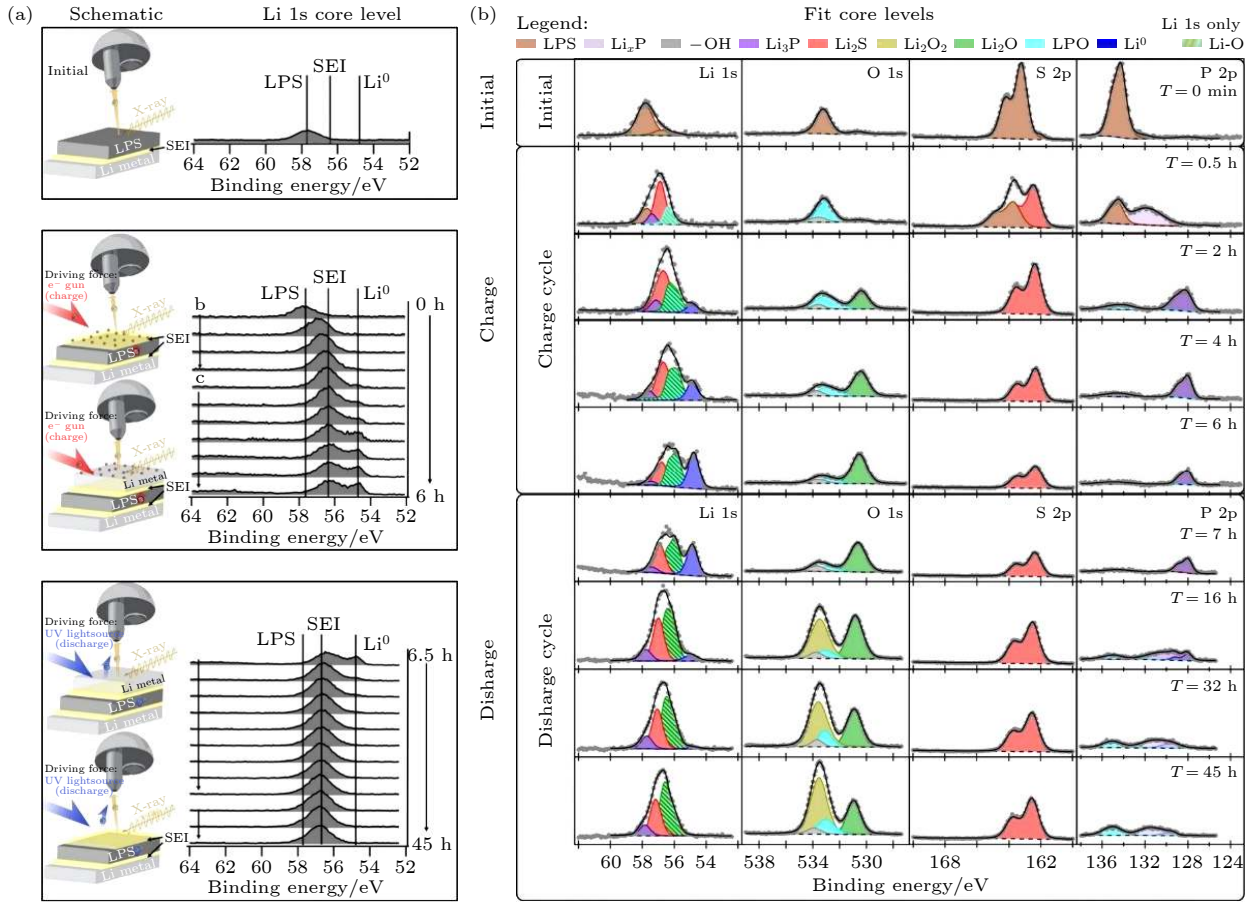 (a)
Schematic
Li 1s core level
Initial
X-ray
LPS
SEI
Li metal
LPS
SEI
Li⁰
64 62 60 58 56 54 52
Binding energy/eV
Driving force:
e⁻ gun
(charge)
X-ray
SEI
LPS
Li metal
Driving force:
e⁻ gun
(charge)
X-ray
Li metal
SEI
LPS
Li metal
LPS
SEI
Li⁰
b
c
0 h
6 h
64 62 60 58 56 54 52
Binding energy/eV
Driving force:
UV lightsource
(discharge)
X-ray
Li metal
LPS
Li metal
Driving force:
UV lightsource
(discharge)
X-ray
SEI
LPS
Li metal
LPS
SEI
Li⁰
6.5 h
45 h
64 62 60 58 56 54 52
Binding energy/eV
(b)
Fit core levels
Legend:
LPS LiₓP −OH Li₃P Li₂S Li₂O₂ Li₂O LPO Li⁰
Li 1s only
Li-O
Initial
Initial
Li 1s
O 1s
S 2p
P 2p
T = 0 min
Charge
Charge cycle
T = 0.5 h
T = 2 h
T = 4 h
T = 6 h
Disharge
Disharge cycle
Li 1s
O 1s
S 2p
P 2p
T = 7 h
T = 16 h
T = 32 h
T = 45 h
60 58 56 54
538 534 530
168 162
136 132 128 124
Binding energy/eV